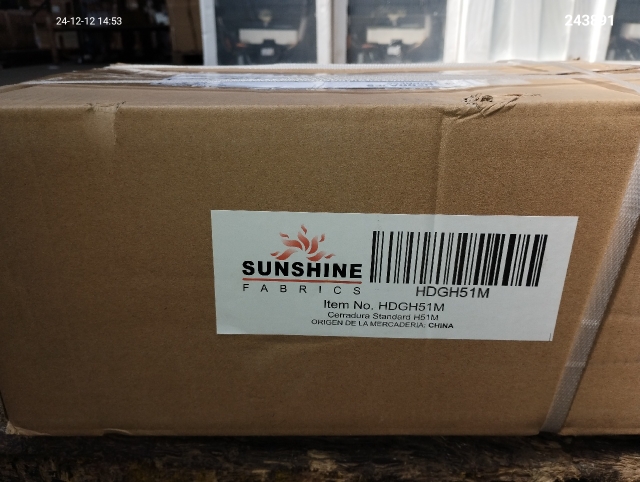 24-12-12 14:53
243891
SUNSHINE
FABRICS
HDGH51M
Item No. HDGH51M
Cerradura Standard H51M
ORIGEN DE LA MERCADERIA: CHINA